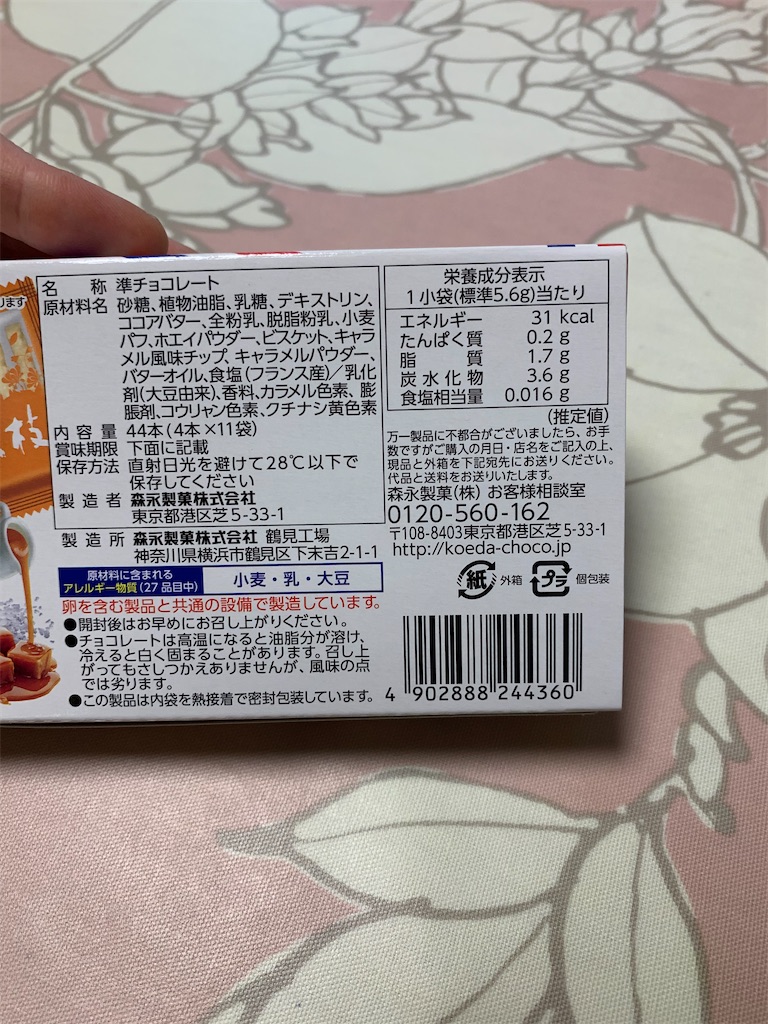 ります
枝
名 称 準チョコレート
原材料名 砂糖、植物油脂、乳糖、デキストリン、
ココアバター、全粉乳、脱脂粉乳、小麦
パフ、ホエイパウダー、ビスケット、キャラ
メル風味チップ、キャラメルパウダー、
バターオイル、食塩(フランス産)/乳化
剤(大豆由来)、香料、カラメル色素、膨
脹剤、コウリャン色素、クチナシ黄色素
内容量 44本(4本×11袋)
賞味期限 下面に記載
保存方法 直射日光を避けて28℃以下で
保存してください
製造者 森永製菓株式会社
東京都港区芝5-33-1
製造所 森永製菓株式会社 鶴見工場
神奈川県横浜市鶴見区下末吉2-1-1
原材料に含まれる
アレルギー物質(27品目中)
小麦・乳・大豆
卵を含む製品と共通の設備で製造しています。
●開封後はお早めにお召し上がりください。
●チョコレートは高温になると油脂分が溶け、
冷えると白く固まることがあります。召し上
がってもさしつかえありませんが、風味の点
では劣ります。
●この製品は内袋を熱接着で密封包装しています。
栄養成分表示
1小袋(標準5.6g)当たり
エネルギー 31 kcal
たんぱく質 0.2 g
脂質 1.7 g
炭水化物 3.6 g
食塩相当量 0.016 g
(推定値)
万一製品に不都合がございましたら、お手
数ですがご購入の月日・店名をご記入の上、
現品と外箱を下記宛先にお送りください。
代品と送料をお送りいたします。
森永製菓(株) お客様相談室
0120-560-162
〒108-8403東京都港区芝5-33-1
http://koeda-choco.jp
紙 外箱 プラ 個包装
4 902888 244360